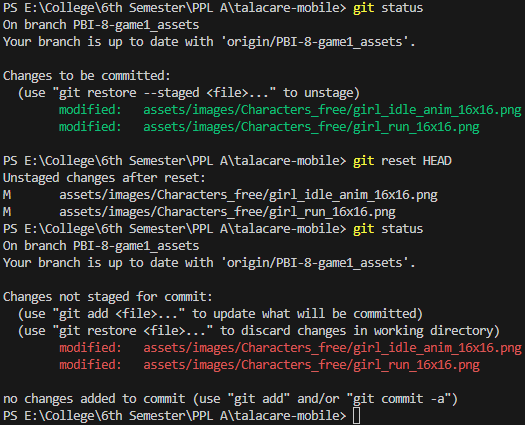 PS E:\College\6th Semester\PPL A\talacare-mobile> git status
On branch PBI-8-game1_assets
Your branch is up to date with 'origin/PBI-8-game1_assets'.
Changes to be committed:
  (use "git restore --staged <file>..." to unstage)
        modified:   assets/images/Characters_free/girl_idle_anim_16x16.png
        modified:   assets/images/Characters_free/girl_run_16x16.png
PS E:\College\6th Semester\PPL A\talacare-mobile> git reset HEAD
Unstaged changes after reset:
M       assets/images/Characters_free/girl_idle_anim_16x16.png
M       assets/images/Characters_free/girl_run_16x16.png
PS E:\College\6th Semester\PPL A\talacare-mobile> git status
On branch PBI-8-game1_assets
Your branch is up to date with 'origin/PBI-8-game1_assets'.
Changes not staged for commit:
  (use "git add <file>..." to update what will be committed)
  (use "git restore <file>..." to discard changes in working directory)
        modified:   assets/images/Characters_free/girl_idle_anim_16x16.png
        modified:   assets/images/Characters_free/girl_run_16x16.png
no changes added to commit (use "git add" and/or "git commit -a")
PS E:\College\6th Semester\PPL A\talacare-mobile>